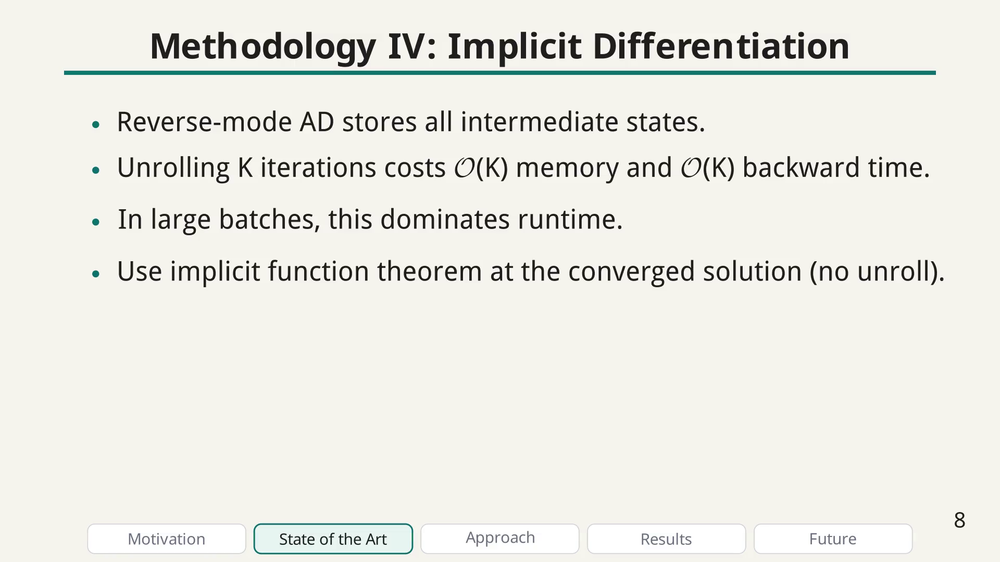 Methodology IV: Implicit Differentiation
• Reverse-mode AD stores all intermediate states.
• Unrolling K iterations costs 𝒪(K) memory and 𝒪(K) backward time.
• In large batches, this dominates runtime.
• Use implicit function theorem at the converged solution (no unroll).
8
Motivation
State of the Art
Approach
Results
Future